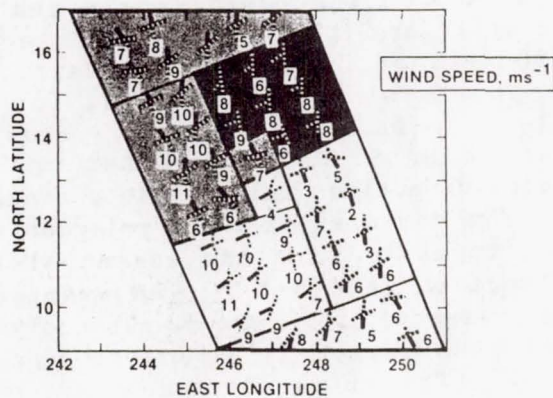 WIND SPEED, ms⁻¹
NORTH LATITUDE
16
14
12
10
7 8 5 7
7 9 6 7
9 10 8 8
10 10 9 8 8
11 9 7 6
6 6 4 3 5
10 10 9 7 2
10 10 6 3
11 10 7 6 6
9 9 8 7 5 6
242 244 246 248 250
EAST LONGITUDE